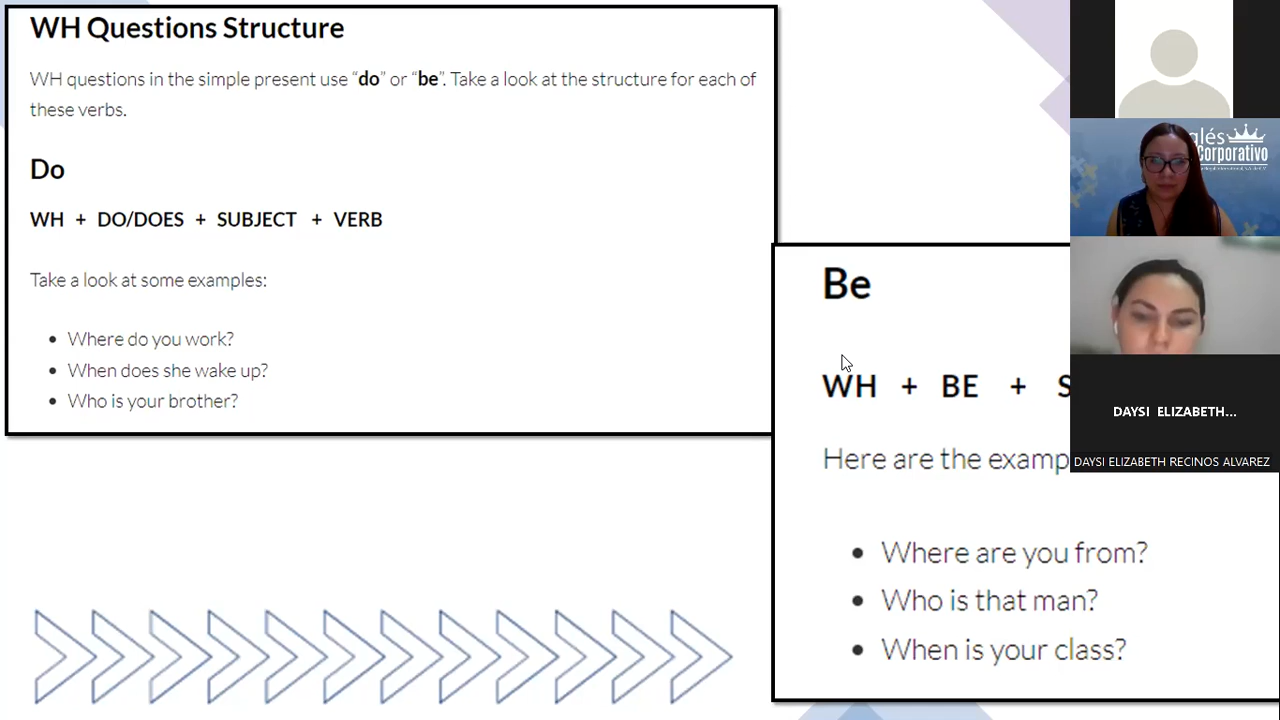 WH Questions Structure
WH questions in the simple present use “do” or “be”. Take a look at the structure for each of
these verbs.
Do
WH + DO/DOES + SUBJECT + VERB
Take a look at some examples:
• Where do you work?
• When does she wake up?
• Who is your brother?
Be
WH + BE + S
Here are the examp
• Where are you from?
• Who is that man?
• When is your class?
glés
Corporativo
DAYSI ELIZABETH...
DAYSI ELIZABETH RECINOS ALVAREZ